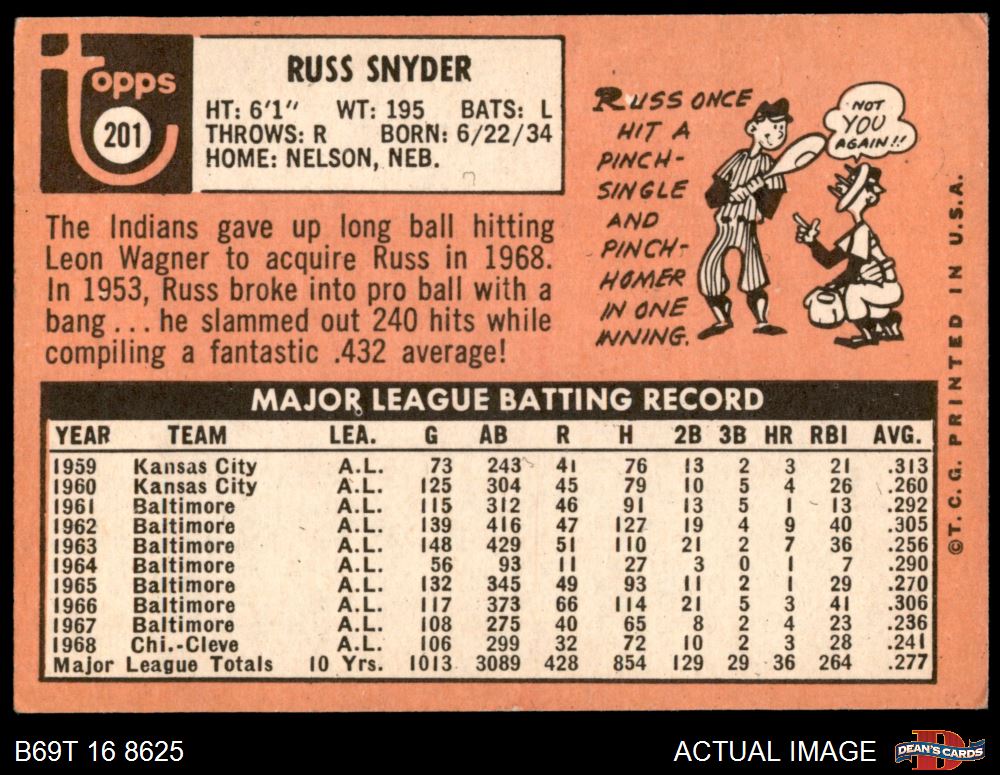 topps
201
RUSS SNYDER
HT: 6'1" WT: 195 BATS: L
THROWS: R BORN: 6/22/34
HOME: NELSON, NEB.
The Indians gave up long ball hitting
Leon Wagner to acquire Russ in 1968.
In 1953, Russ broke into pro ball with a
bang... he slammed out 240 hits while
compiling a fantastic .432 average!
RUSS ONCE
HIT A
PINCH-
SINGLE
AND
PINCH-
HOMER
IN ONE
INNING.
NOT
YOU
AGAIN!!
MAJOR LEAGUE BATTING RECORD
YEAR TEAM LEA. G AB R H 2B 3B HR RBI AVG.
1959 Kansas City A.L. 73 243 41 76 13 2 3 21 .313
1960 Kansas City A.L. 125 304 45 79 10 5 4 26 .260
1961 Baltimore A.L. 115 312 46 91 13 5 1 13 .292
1962 Baltimore A.L. 139 416 47 127 19 4 9 40 .305
1963 Baltimore A.L. 148 429 51 110 21 2 7 36 .256
1964 Baltimore A.L. 56 93 11 27 3 0 1 7 .290
1965 Baltimore A.L. 132 345 49 93 11 2 1 29 .270
1966 Baltimore A.L. 117 373 66 114 21 5 3 41 .306
1967 Baltimore A.L. 108 275 40 65 8 2 4 23 .236
1968 Chi.-Cleve A.L. 106 299 32 72 10 2 3 28 .241
Major League Totals 10 Yrs. 1013 3089 428 854 129 29 36 264 .277
©T.C.G. PRINTED IN U.S.A.
B69T 16 8625
ACTUAL IMAGE
D
DEAN'S CARDS